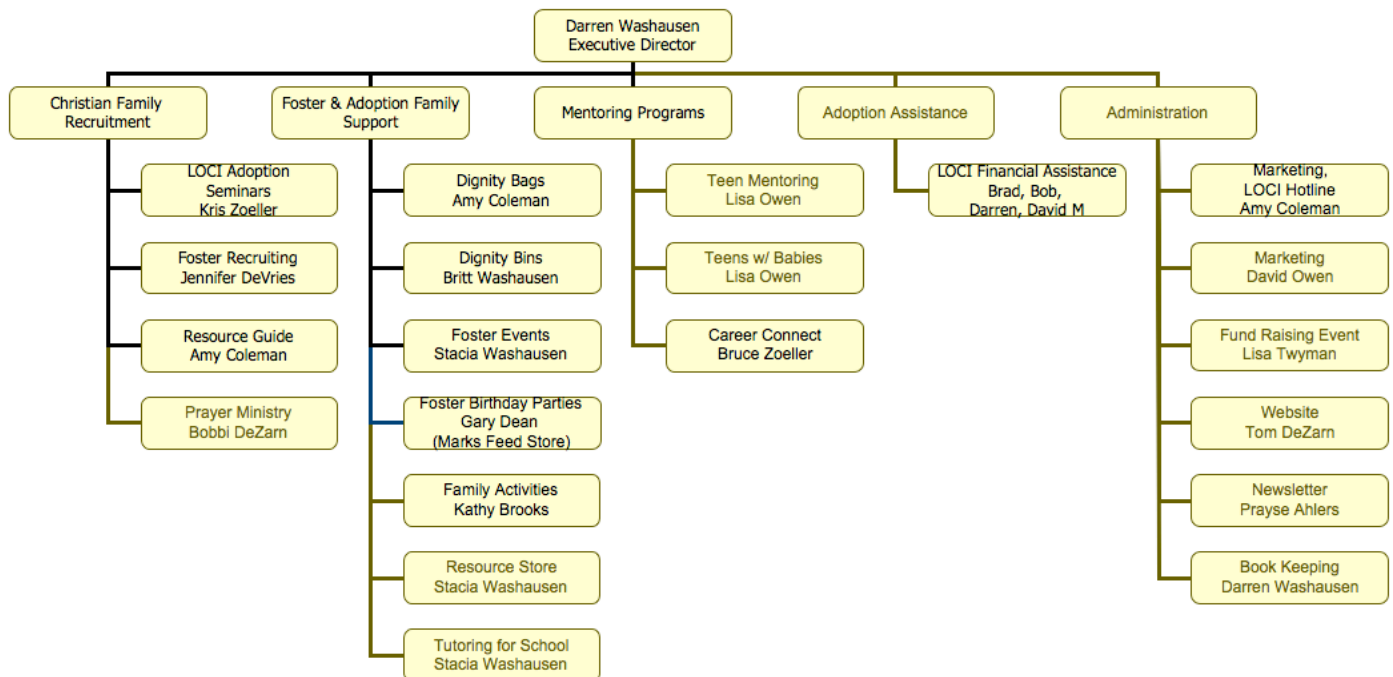 Darren Washausen
Executive Director
Christian Family
Recruitment
Foster & Adoption Family
Support
Mentoring Programs
Adoption Assistance
Administration
LOCI Adoption
Seminars
Kris Zoeller
Foster Recruiting
Jennifer DeVries
Resource Guide
Amy Coleman
Prayer Ministry
Bobbi DeZarn
Dignity Bags
Amy Coleman
Dignity Bins
Britt Washausen
Foster Events
Stacia Washausen
Foster Birthday Parties
Gary Dean
(Marks Feed Store)
Family Activities
Kathy Brooks
Resource Store
Stacia Washausen
Tutoring for School
Stacia Washausen
Teen Mentoring
Lisa Owen
Teens w/ Babies
Lisa Owen
Career Connect
Bruce Zoeller
LOCI Financial Assistance
Brad, Bob,
Darren, David M
Marketing,
LOCI Hotline
Amy Coleman
Marketing
David Owen
Fund Raising Event
Lisa Twyman
Website
Tom DeZarn
Newsletter
Prayse Ahlers
Book Keeping
Darren Washausen